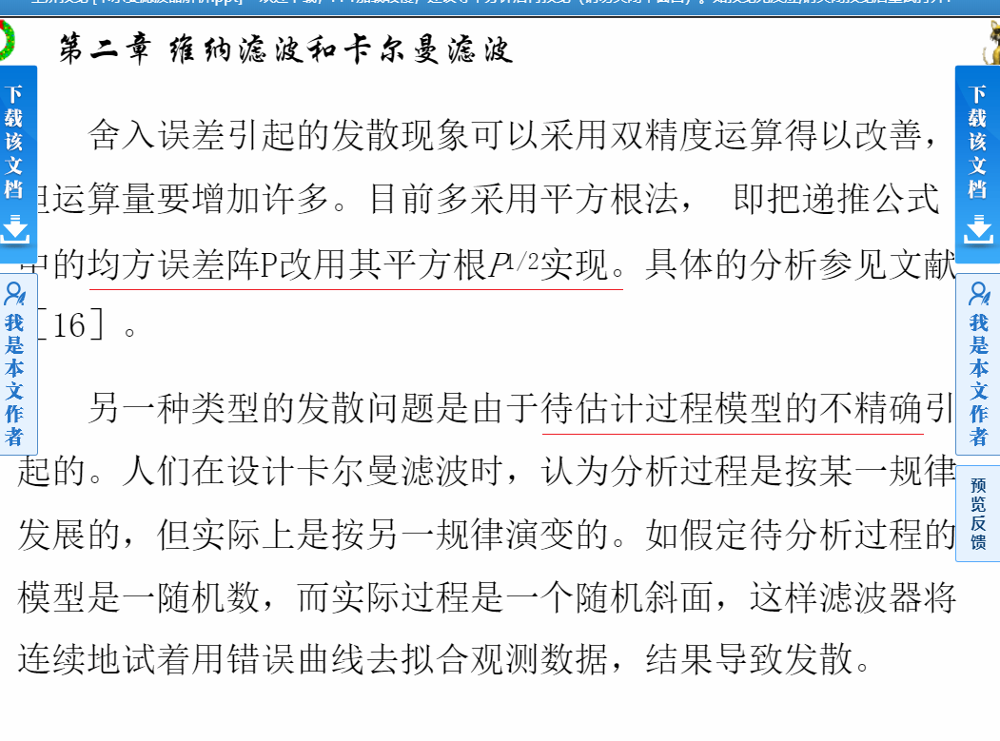 第二章 维纳滤波和卡尔曼滤波
舍入误差引起的发散现象可以采用双精度运算得以改善，
但运算量要增加许多。目前多采用平方根法， 即把递推公式
中的均方误差阵P改用其平方根P1/2实现。具体的分析参见文献
［16］。
另一种类型的发散问题是由于待估计过程模型的不精确引
起的。人们在设计卡尔曼滤波时，认为分析过程是按某一规律
发展的，但实际上是按另一规律演变的。如假定待分析过程的
模型是一随机数，而实际过程是一个随机斜面，这样滤波器将
连续地试着用错误曲线去拟合观测数据，结果导致发散。
下载该文档
我是本文作者
下载该文档
我是本文作者
预览反馈